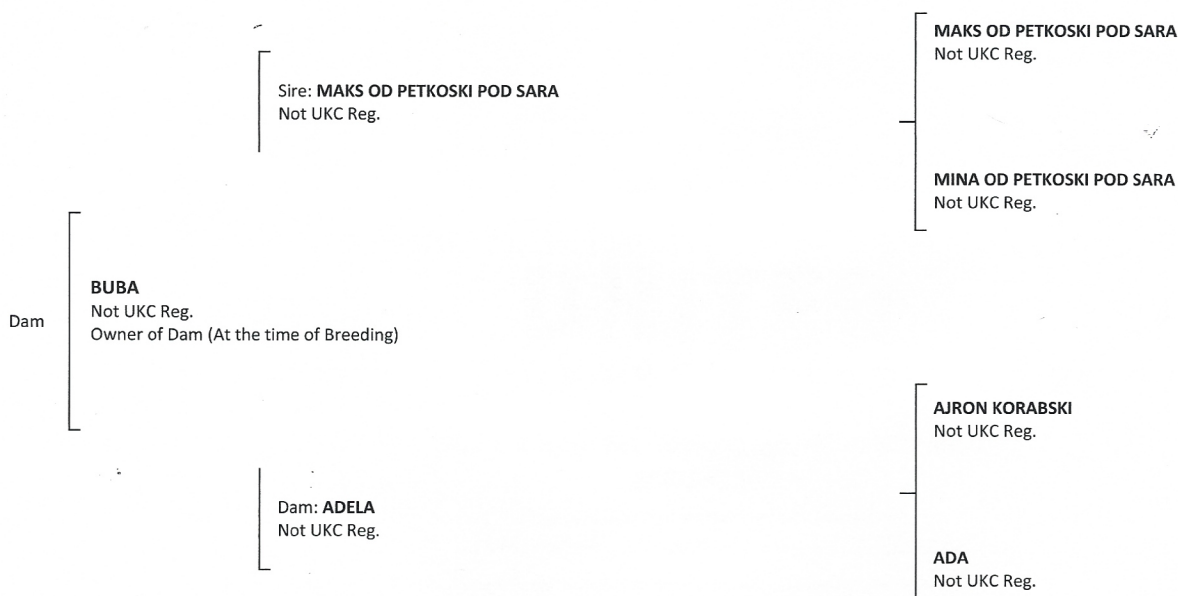 MAKS OD PETKOSKI POD SARA
Not UKC Reg.
Sire: MAKS OD PETKOSKI POD SARA
Not UKC Reg.
MINA OD PETKOSKI POD SARA
Not UKC Reg.
BUBA
Not UKC Reg.
Dam
Owner of Dam (At the time of Breeding)
AJRON KORABSKI
Not UKC Reg.
Dam: ADELA
Not UKC Reg.
ADA
Not UKC Reg.